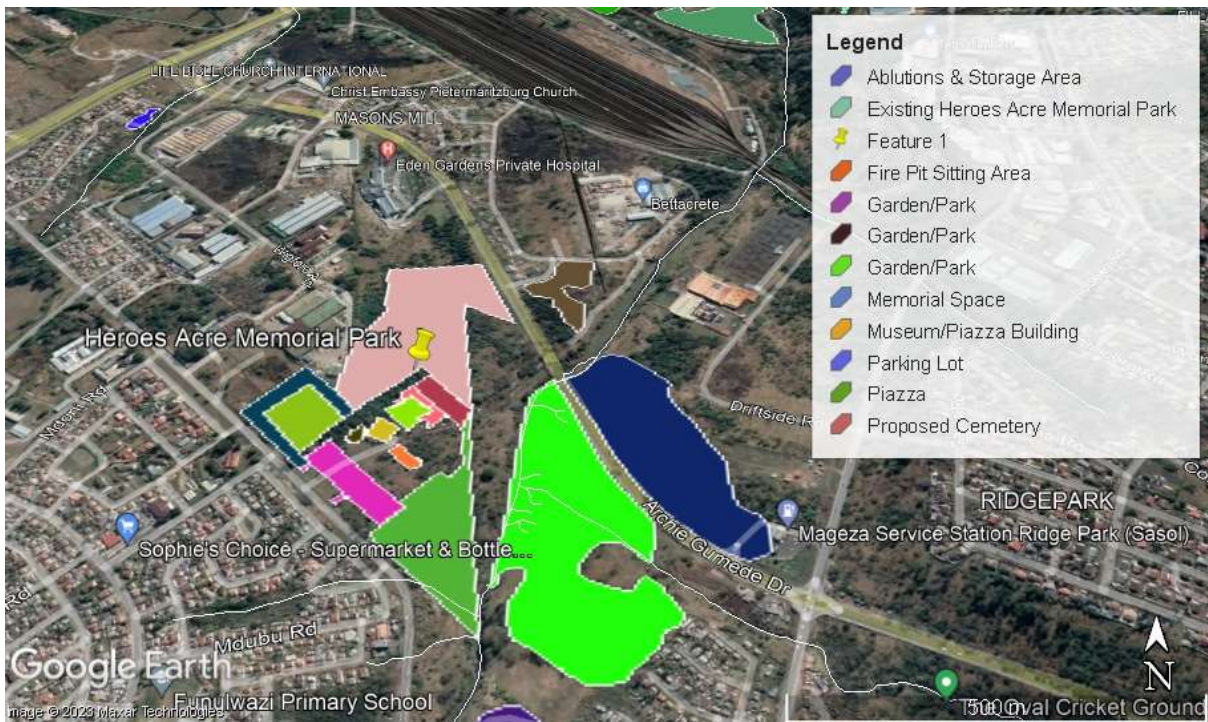 LIFE BIBLE CHURCH INTERNATIONAL
Christ Embassy Pietermaritzburg Church
MASONS MILL
Eden Gardens Private Hospital
Bettacrete
Heroes Acre Memorial Park
Driftside
Archie Gumede Dr
RIDGEPARK
Mageza Service Station Ridge Park (Sasol)
Sophie's Choice - Supermarket & Bottle...
Rd
Mdubu Rd
Funulwazi Primary School
Google Earth
Image © 2023 Maxar Technologies
500 m
Oval Cricket Ground
N
Legend
Ablutions & Storage Area
Existing Heroes Acre Memorial Park
Feature 1
Fire Pit Sitting Area
Garden/Park
Garden/Park
Garden/Park
Memorial Space
Museum/Piazza Building
Parking Lot
Piazza
Proposed Cemetery